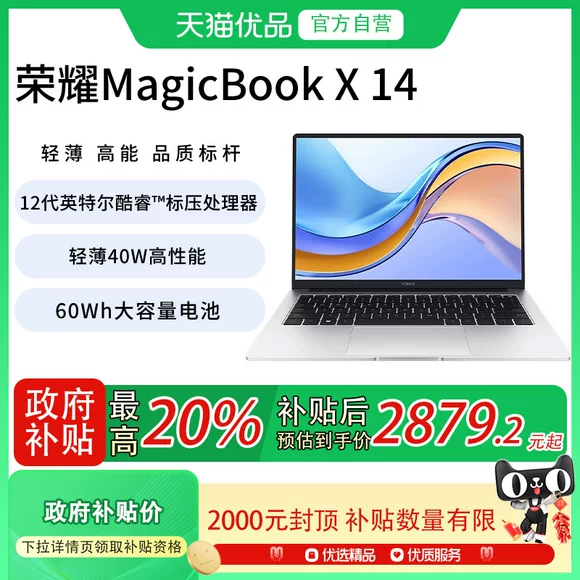 天猫优品 官方自营
荣耀MagicBook X 14
轻薄 高能 品质标杆
12代英特尔酷睿™标压处理器
轻薄40W高性能
60Wh大容量电池
HONOR
政府补贴
最高20%
补贴后
预估到手价
2879.2元起
政府补贴价
下拉详情页领取补贴资格
2000元封顶 补贴数量有限
优选精品 优质服务